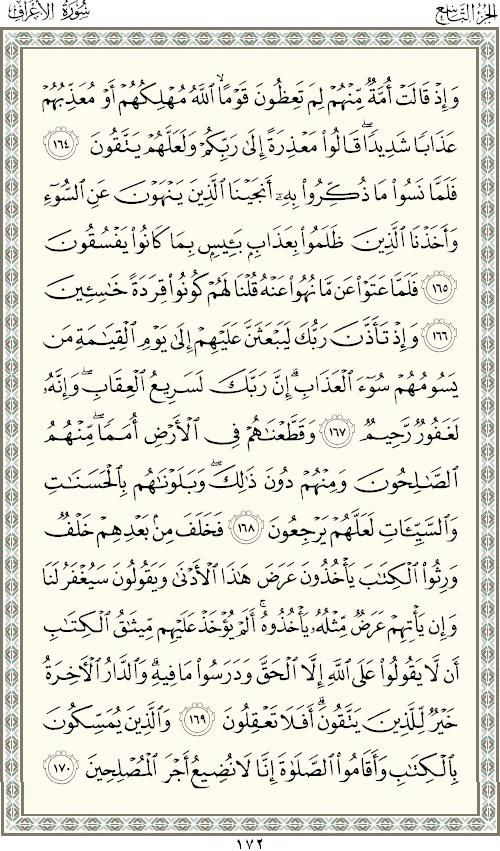 الجزء التاسع
سورة الأعراف
وَإِذْ قَالَتْ أُمَّةٌ مِّنْهُمْ لِمَ تَعِظُونَ قَوْمًا ۙ ٱللَّهُ مُهْلِكُهُمْ أَوْ مُعَذِّبُهُمْ
عَذَابًا شَدِيدًا ۖ قَالُوا۟ مَعْذِرَةً إِلَىٰ رَبِّكُمْ وَلَعَلَّهُمْ يَتَّقُونَ ١٦٤
فَلَمَّا نَسُوا۟ مَا ذُكِّرُوا۟ بِهِۦٓ أَنجَيْنَا ٱلَّذِينَ يَنْهَوْنَ عَنِ ٱلسُّوٓءِ
وَأَخَذْنَا ٱلَّذِينَ ظَلَمُوا۟ بِعَذَابٍۭ بَـِٔيسٍۭ بِمَا كَانُوا۟ يَفْسُقُونَ
١٦٥ فَلَمَّا عَتَوْا۟ عَن مَّا نُهُوا۟ عَنْهُ قُلْنَا لَهُمْ كُونُوا۟ قِرَدَةً خَٰسِـِٔينَ
١٦٦ وَإِذْ تَأَذَّنَ رَبُّكَ لَيَبْعَثَنَّ عَلَيْهِمْ إِلَىٰ يَوْمِ ٱلْقِيَٰمَةِ مَن
يَسُومُهُمْ سُوٓءَ ٱلْعَذَابِ ۗ إِنَّ رَبَّكَ لَسَرِيعُ ٱلْعِقَابِ ۖ وَإِنَّهُۥ
لَغَفُورٌ رَّحِيمٌ ١٦٧ وَقَطَّعْنَٰهُمْ فِى ٱلْأَرْضِ أُمَمًا ۖ مِّنْهُمُ
ٱلصَّٰلِحُونَ وَمِنْهُمْ دُونَ ذَٰلِكَ ۖ وَبَلَوْنَٰهُم بِٱلْحَسَنَٰتِ
وَٱلسَّيِّـَٔاتِ لَعَلَّهُمْ يَرْجِعُونَ ١٦٨ فَخَلَفَ مِنۢ بَعْدِهِمْ خَلْفٌ
وَرِثُوا۟ ٱلْكِتَٰبَ يَأْخُذُونَ عَرَضَ هَٰذَا ٱلْأَدْنَىٰ وَيَقُولُونَ سَيُغْفَرُ لَنَا
وَإِن يَأْتِهِمْ عَرَضٌ مِّثْلُهُۥ يَأْخُذُوهُ ۚ أَلَمْ يُؤْخَذْ عَلَيْهِم مِّيثَٰقُ ٱلْكِتَٰبِ
أَن لَّا يَقُولُوا۟ عَلَى ٱللَّهِ إِلَّا ٱلْحَقَّ وَدَرَسُوا۟ مَا فِيهِ ۗ وَٱلدَّارُ ٱلْءَاخِرَةُ
خَيْرٌ لِّلَّذِينَ يَتَّقُونَ ۗ أَفَلَا تَعْقِلُونَ ١٦٩ وَٱلَّذِينَ يُمَسِّكُونَ
بِٱلْكِتَٰبِ وَأَقَامُوا۟ ٱلصَّلَوٰةَ إِنَّا لَا نُضِيعُ أَجْرَ ٱلْمُصْلِحِينَ ١٧٠
١٧٢